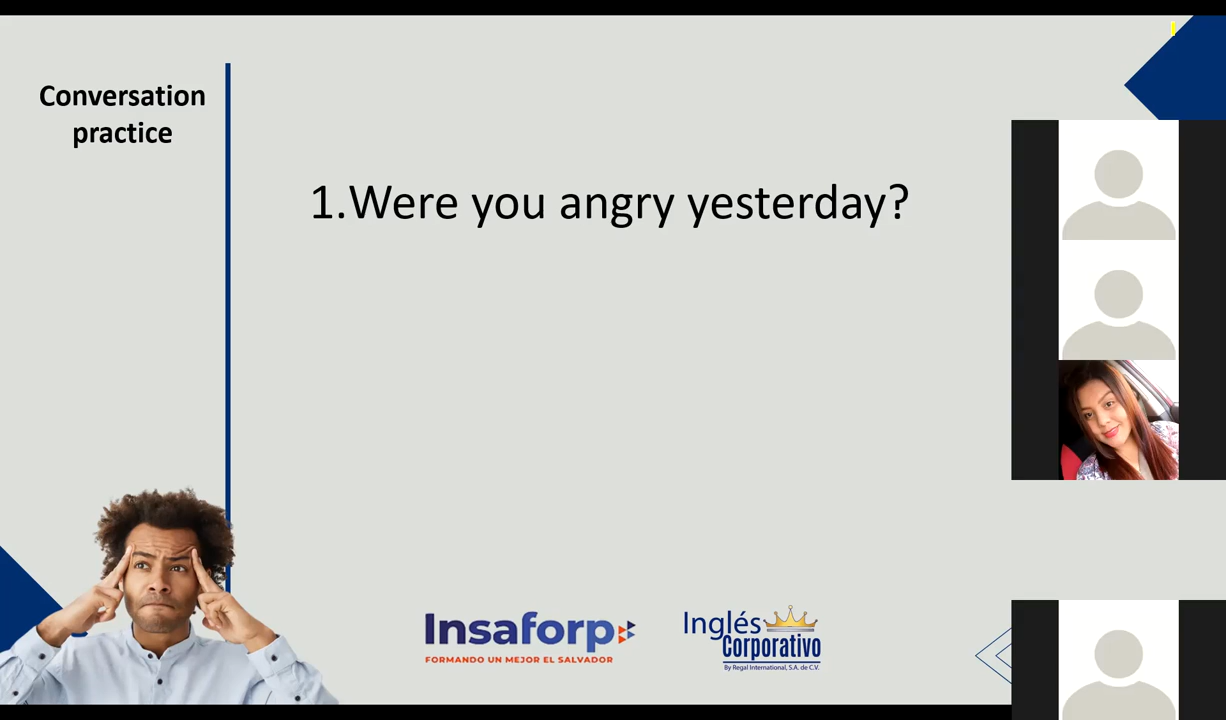 Conversation
practice
1.Were you angry yesterday?
Insaforp
FORMANDO UN MEJOR EL SALVADOR
Inglés
Corporativo
By Regal International, S.A. de C.V.